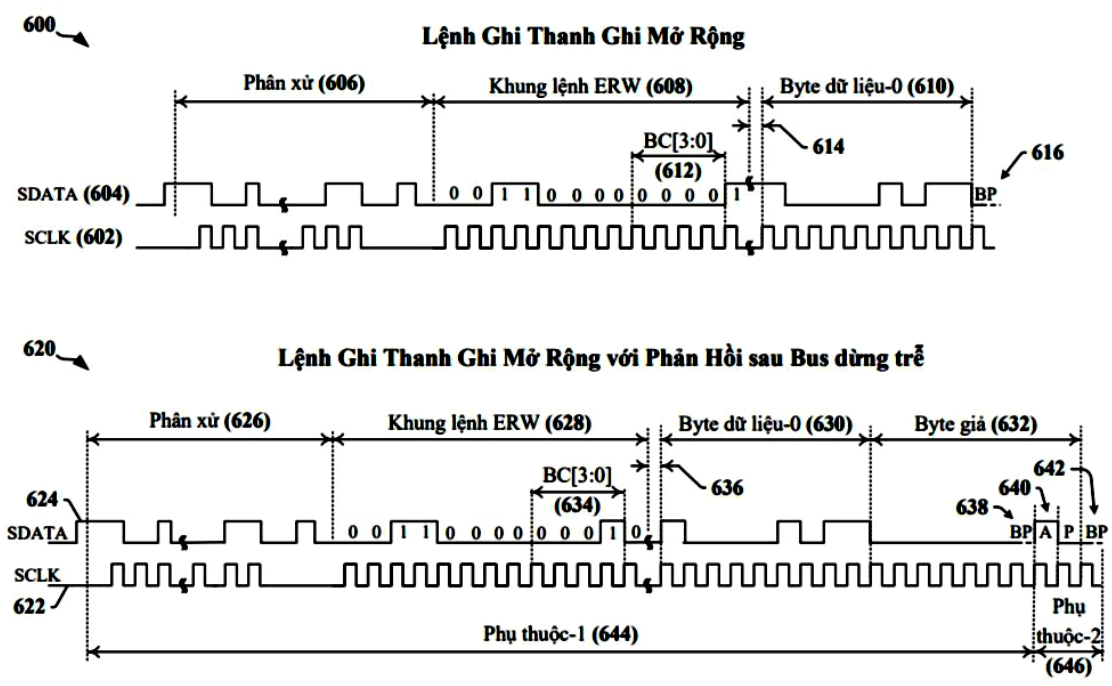 600
Lệnh Ghi Thanh Ghi Mở Rộng
Phân xử (606)
Khung lệnh ERW (608)
Byte dữ liệu-0 (610)
614
BC[3:0]
(612)
616
SDATA (604)
0 0 1 1 0 0 0 0 0 0 0 0 1
BP
SCLK (602)
620
Lệnh Ghi Thanh Ghi Mở Rộng với Phản Hồi sau Bus dừng trễ
Phân xử (626)
Khung lệnh ERW (628)
Byte dữ liệu-0 (630)
Byte giả (632)
BC[3:0]
(634)
636
642
640
638
624
SDATA
0 0 1 1 0 0 0 0 0 0 1 0
BP A P BP
SCLK
622
Phụ thuộc-1 (644)
Phụ
thuộc-2
(646)